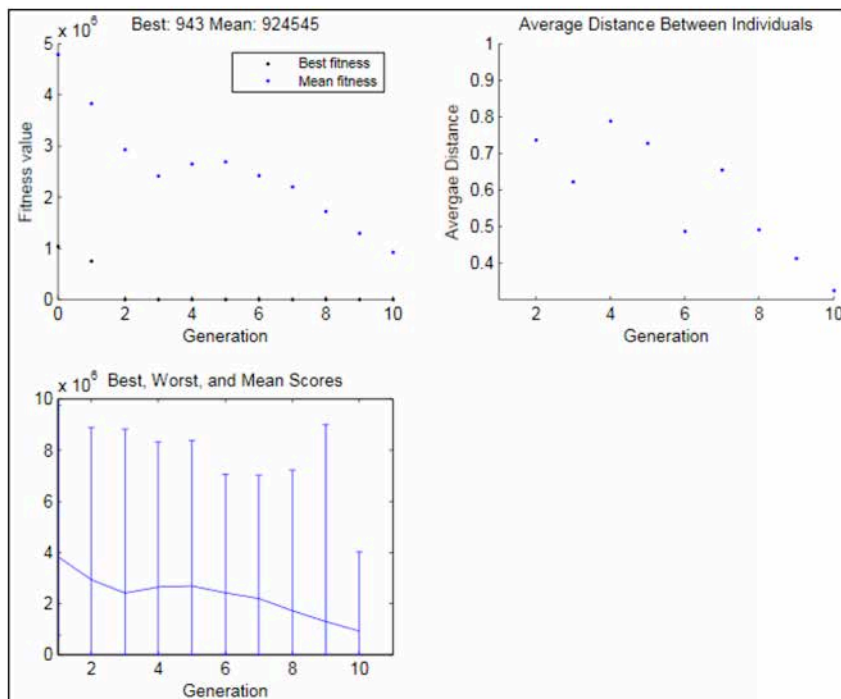 Best: 943 Mean: 924545
5 x 10^6
4
3
2
1
0
Fitness value
Best fitness
Mean fitness
0 2 4 6 8 10
Generation
Average Distance Between Individuals
1
0.9
0.8
0.7
0.6
0.5
0.4
Avergae Distance
2 4 6 8 10
Generation
x 10^6 Best, Worst, and Mean Scores
10
8
6
4
2
0
2 4 6 8 10
Generation